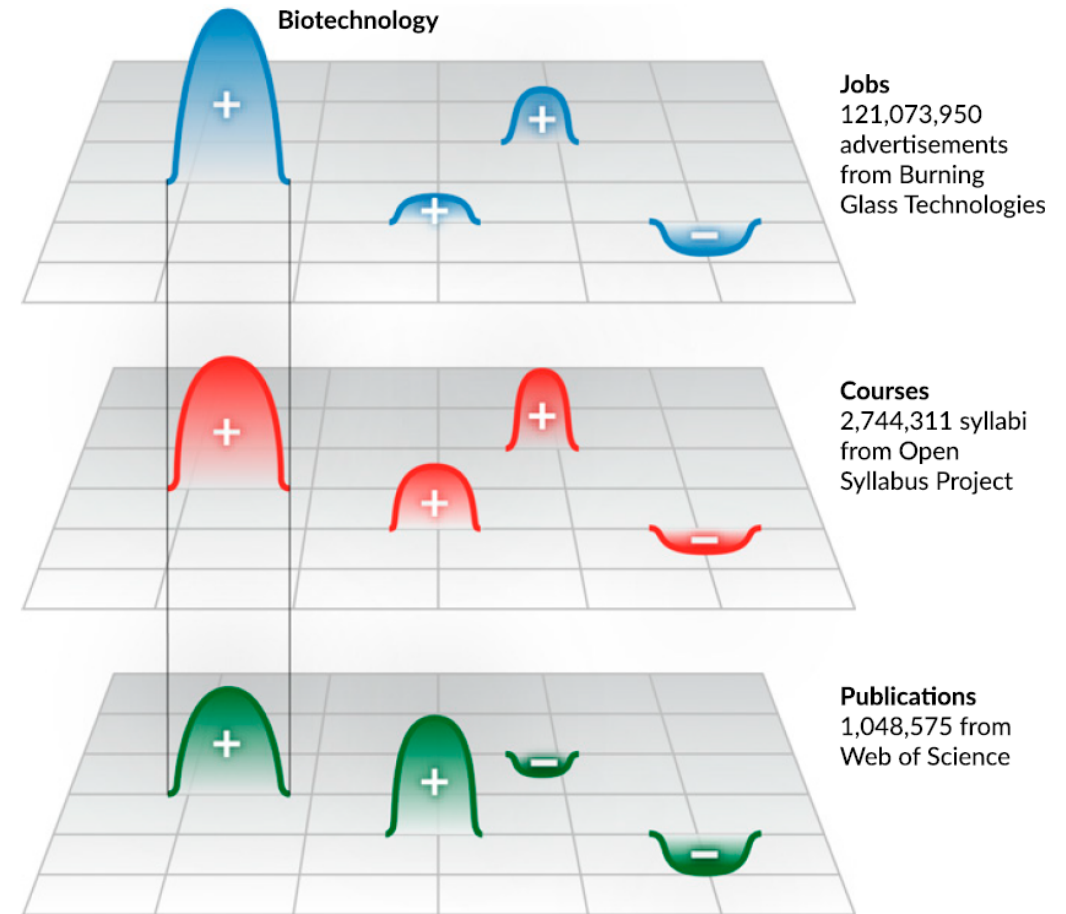 Biotechnology
+
+
+
−
Jobs
121,073,950
advertisements
from Burning
Glass Technologies
+
+
+
−
Courses
2,744,311 syllabi
from Open
Syllabus Project
+
+
−
−
Publications
1,048,575 from
Web of Science